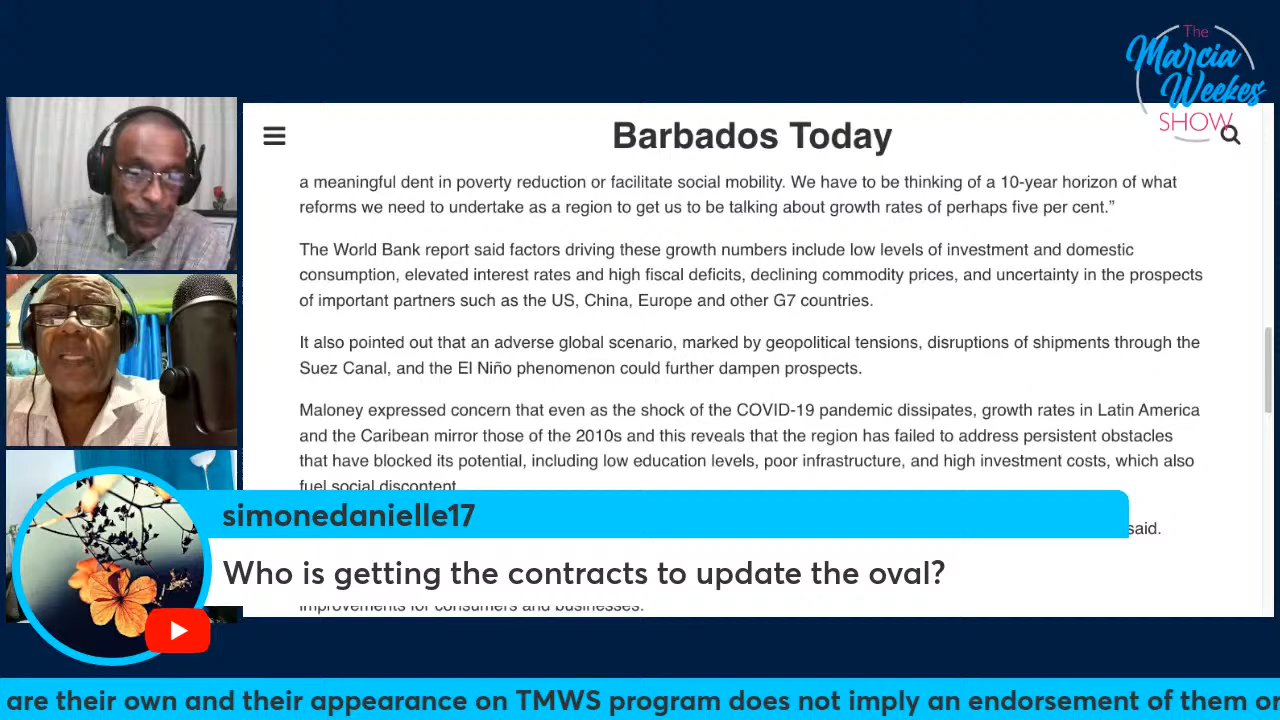 The
Marcia
Weekes
SHOW
Barbados Today
a meaningful dent in poverty reduction or facilitate social mobility. We have to be thinking of a 10-year horizon of what
reforms we need to undertake as a region to get us to be talking about growth rates of perhaps five per cent.”
The World Bank report said factors driving these growth numbers include low levels of investment and domestic
consumption, elevated interest rates and high fiscal deficits, declining commodity prices, and uncertainty in the prospects
of important partners such as the US, China, Europe and other G7 countries.
It also pointed out that an adverse global scenario, marked by geopolitical tensions, disruptions of shipments through the
Suez Canal, and the El Niño phenomenon could further dampen prospects.
Maloney expressed concern that even as the shock of the COVID-19 pandemic dissipates, growth rates in Latin America
and the Caribean mirror those of the 2010s and this reveals that the region has failed to address persistent obstacles
that have blocked its potential, including low education levels, poor infrastructure, and high investment costs, which also
fuel social discontent
simonedanielle17
said.
Who is getting the contracts to update the oval?
improvements for consumers and businesses.
are their own and their appearance on TMWS program does not imply an endorsement of them or